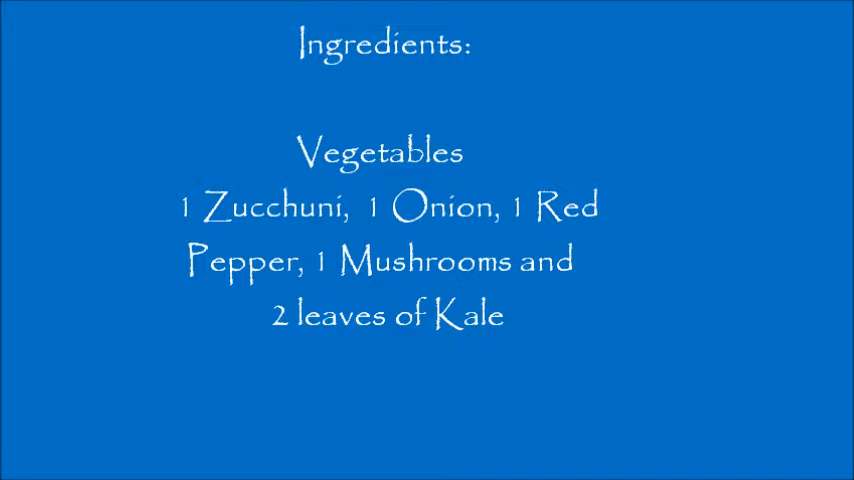 Ingredients:
Vegetables
1 Zucchuni, 1 Onion, 1 Red
Pepper, 1 Mushrooms and
2 leaves of Kale